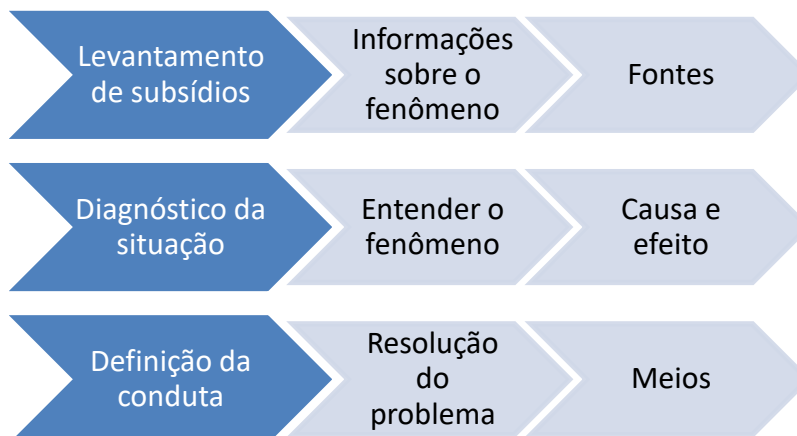 Levantamento
de subsídios
Informações
sobre o
fenômeno
Fontes
Diagnóstico da
situação
Entender o
fenômeno
Causa e
efeito
Definição da
conduta
Resolução
do
problema
Meios